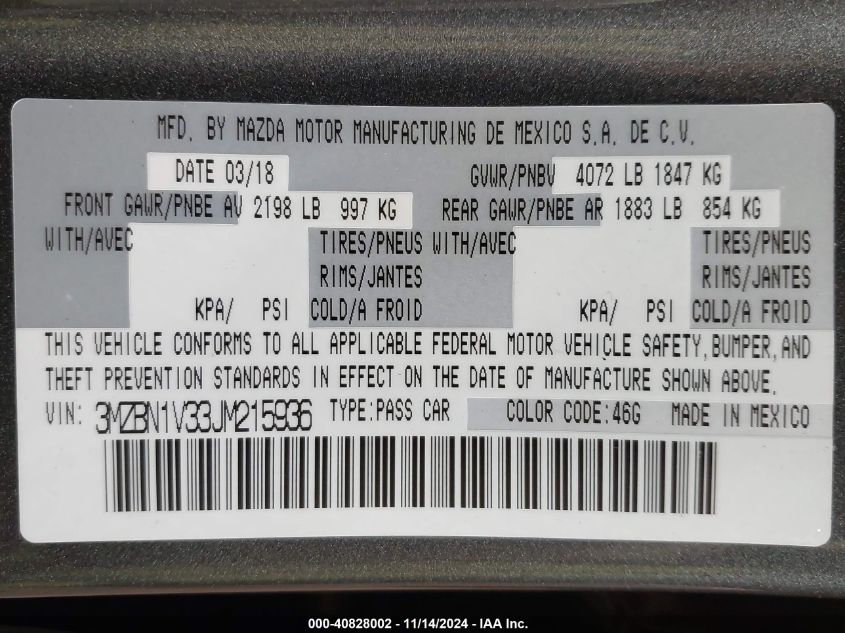 MFD. BY MAZDA MOTOR MANUFACTURING DE MEXICO S.A. DE C.V.
DATE 03/18 GVWR/PNBV 4072 LB 1847 KG
FRONT GAWR/PNBE AV 2198 LB 997 KG REAR GAWR/PNBE AR 1883 LB 854 KG
WITH/AVEC TIRES/PNEUS WITH/AVEC TIRES/PNEUS
RIMS/JANTES RIMS/JANTES
KPA/ PSI COLD/A FROID KPA/ PSI COLD/A FROID
THIS VEHICLE CONFORMS TO ALL APPLICABLE FEDERAL MOTOR VEHICLE SAFETY, BUMPER, AND
THEFT PREVENTION STANDARDS IN EFFECT ON THE DATE OF MANUFACTURE SHOWN ABOVE.
VIN: 3MZBN1V33JM215936 TYPE:PASS CAR COLOR CODE:46G MADE IN MEXICO
000-40828002 - 11/14/2024 - IAA Inc.